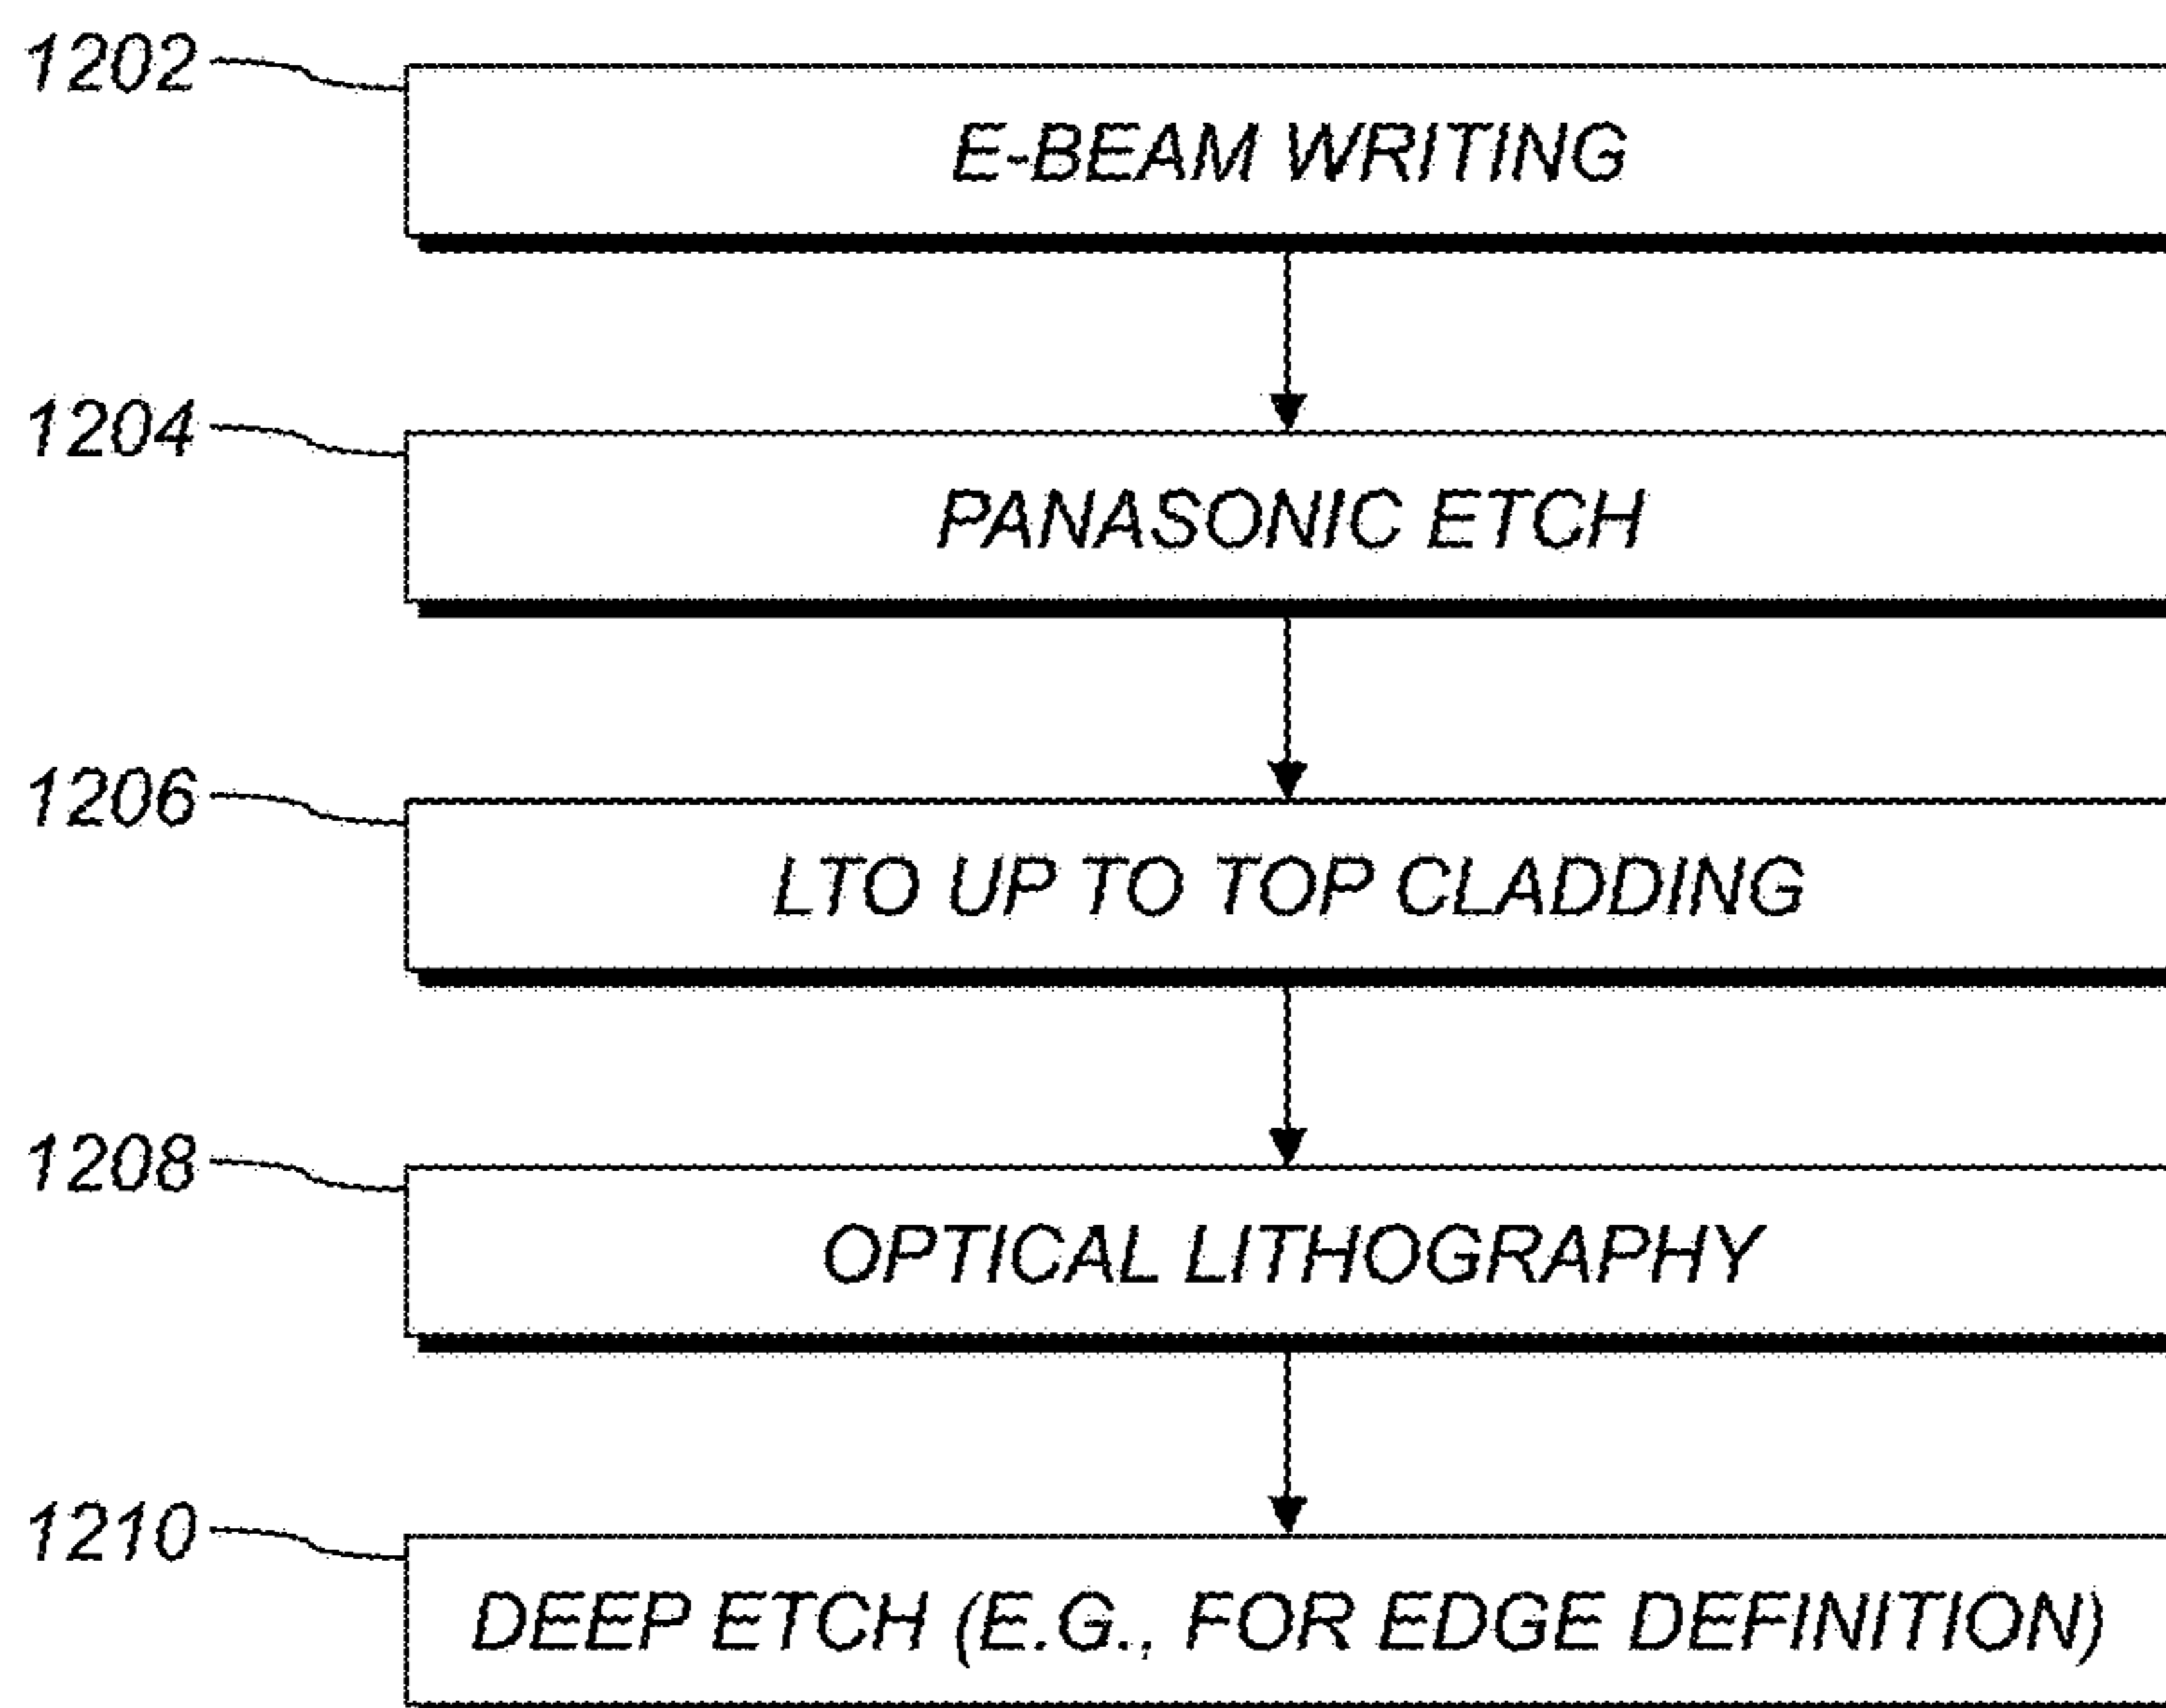 1202
E-BEAM WRITING
1204
PANASONIC ETCH
1206
LTO UP TO TOP CLADDING
1208
OPTICAL LITHOGRAPHY
1210
DEEP ETCH (E.G., FOR EDGE DEFINITION)